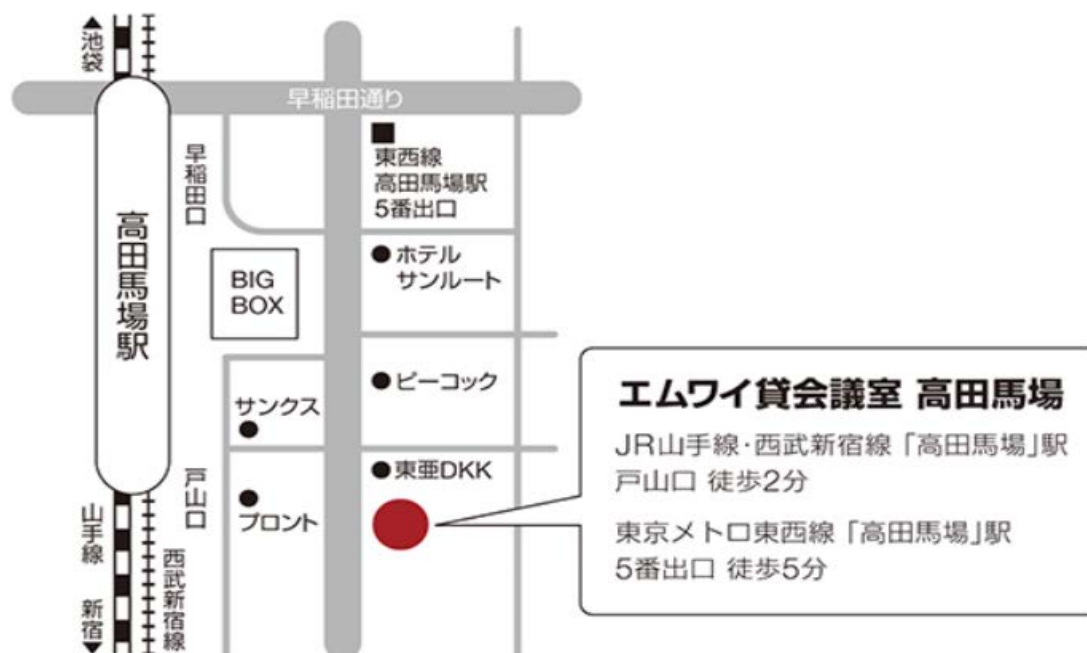 ▲池袋
早稲田通り
早稲田口
■
東西線
高田馬場駅
5番出口
高田馬場駅
●ホテル
サンルート
BIG
BOX
●ピーコック
サンクス
●東亜DKK
戸山口
プロント
山手線
新宿▼
西武新宿線
エムワイ貸会議室 高田馬場
JR山手線・西武新宿線「高田馬場」駅
戸山口 徒歩2分
東京メトロ東西線「高田馬場」駅
5番出口 徒歩5分